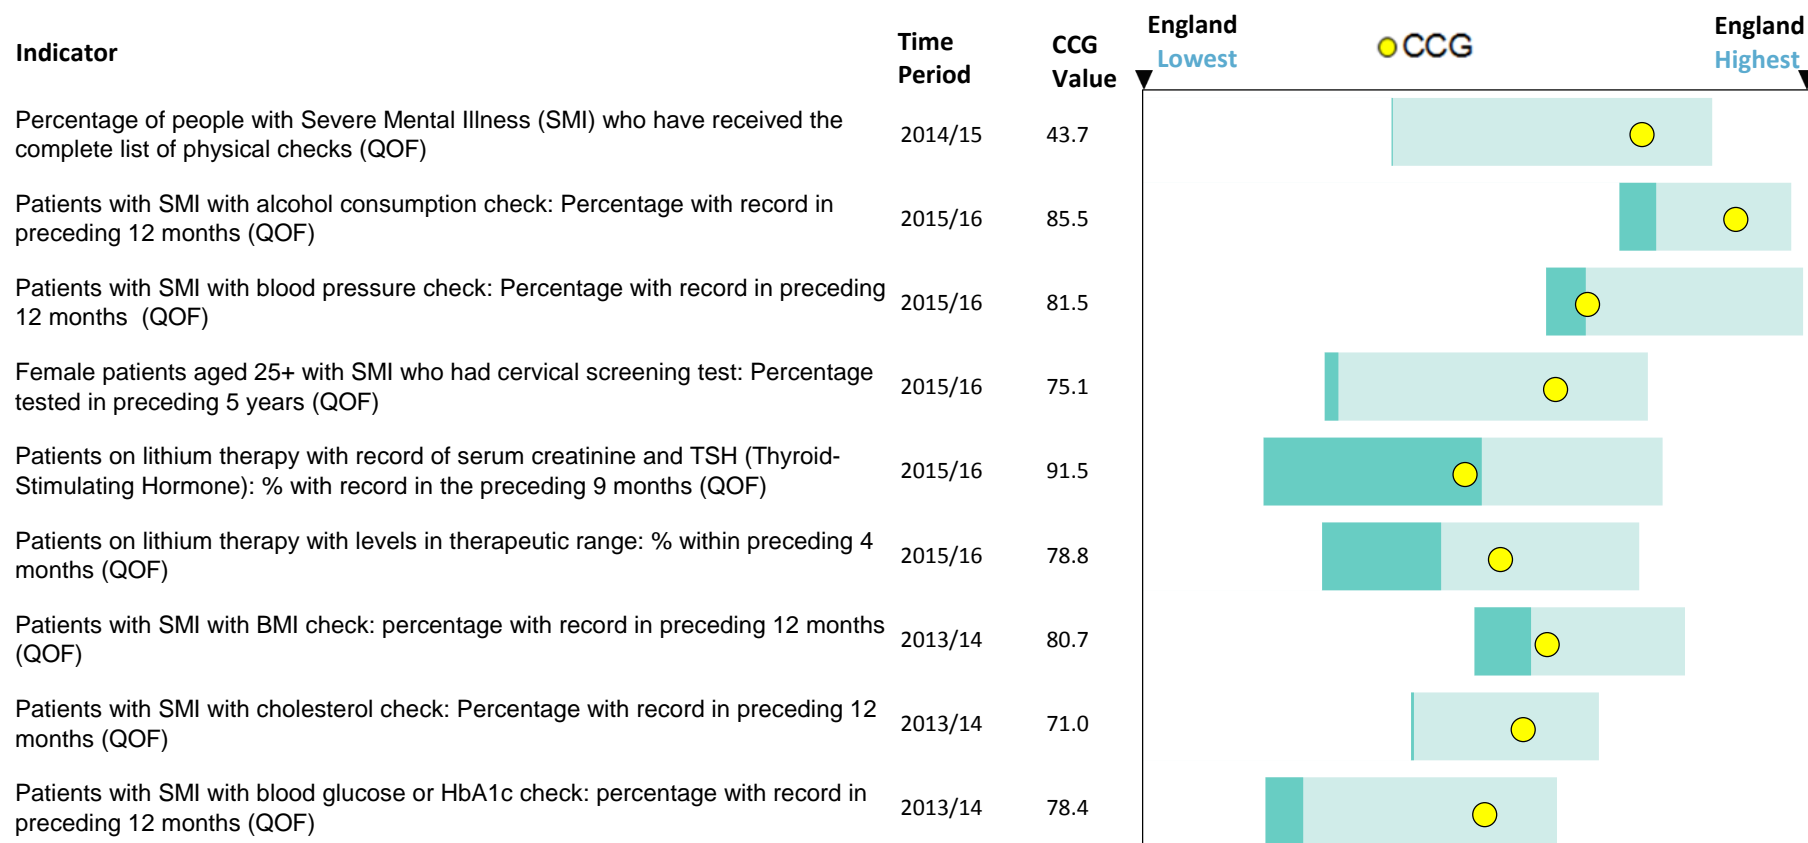 Indicator
Time Period
CCG Value
England Lowest
CCG
England Highest
Percentage of people with Severe Mental Illness (SMI) who have received the
complete list of physical checks (QOF)
2014/15
43.7
Patients with SMI with alcohol consumption check: Percentage with record in
preceding 12 months (QOF)
2015/16
85.5
Patients with SMI with blood pressure check: Percentage with record in preceding
12 months (QOF)
2015/16
81.5
Female patients aged 25+ with SMI who had cervical screening test: Percentage
tested in preceding 5 years (QOF)
2015/16
75.1
Patients on lithium therapy with record of serum creatinine and TSH (Thyroid-
Stimulating Hormone): % with record in the preceding 9 months (QOF)
2015/16
91.5
Patients on lithium therapy with levels in therapeutic range: % within preceding 4
months (QOF)
2015/16
78.8
Patients with SMI with BMI check: percentage with record in preceding 12 months
(QOF)
2013/14
80.7
Patients with SMI with cholesterol check: Percentage with record in preceding 12
months (QOF)
2013/14
71.0
Patients with SMI with blood glucose or HbA1c check: percentage with record in
preceding 12 months (QOF)
2013/14
78.4